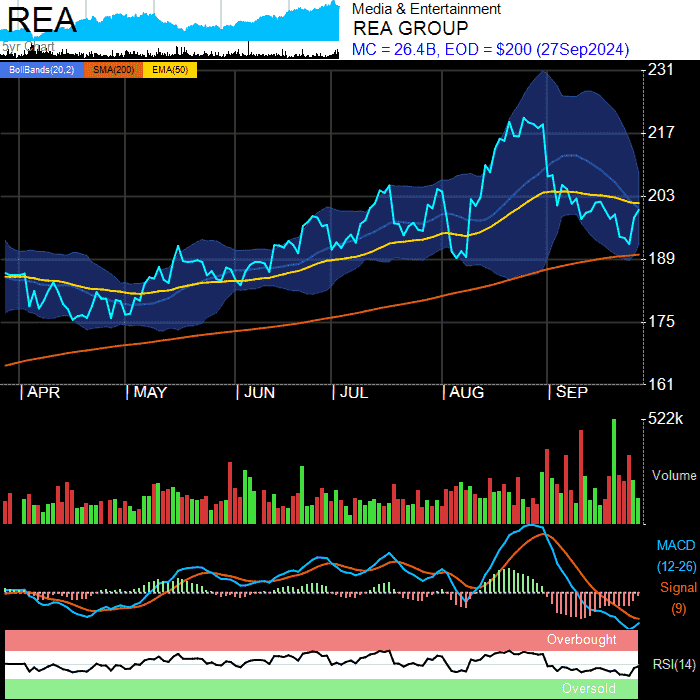 REA
5yr Chart
Media & Entertainment
REA GROUP
MC = 26.4B, EOD = $200 (27Sep2024)
BollBands(20,2) SMA(200) EMA(50)
231
217
203
189
175
161
APR MAY JUN JUL AUG SEP
522k
Volume
MACD
(12-26)
Signal
(9)
Overbought
RSI(14)
Oversold